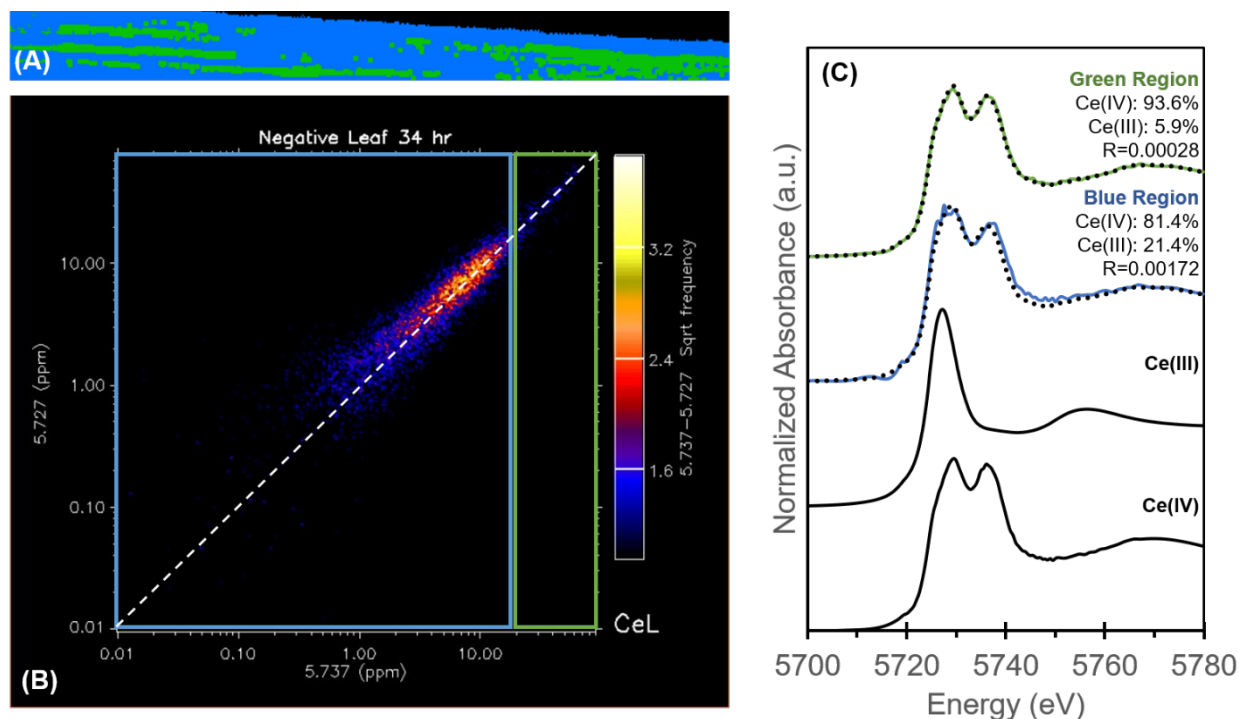 (A)
Negative Leaf 34 hr
10.00
1.00
0.10
0.01
5.727 (ppm)
0.01
0.10
1.00
10.00
5.737 (ppm)
3.2
2.4
1.6
5.737−5.727 Sqrt frequency
CeL
(B)
(C)
Green Region
Ce(IV): 93.6%
Ce(III): 5.9%
R=0.00028
Blue Region
Ce(IV): 81.4%
Ce(III): 21.4%
R=0.00172
Ce(III)
Ce(IV)
Normalized Absorbance (a.u.)
5700
5720
5740
5760
5780
Energy (eV)